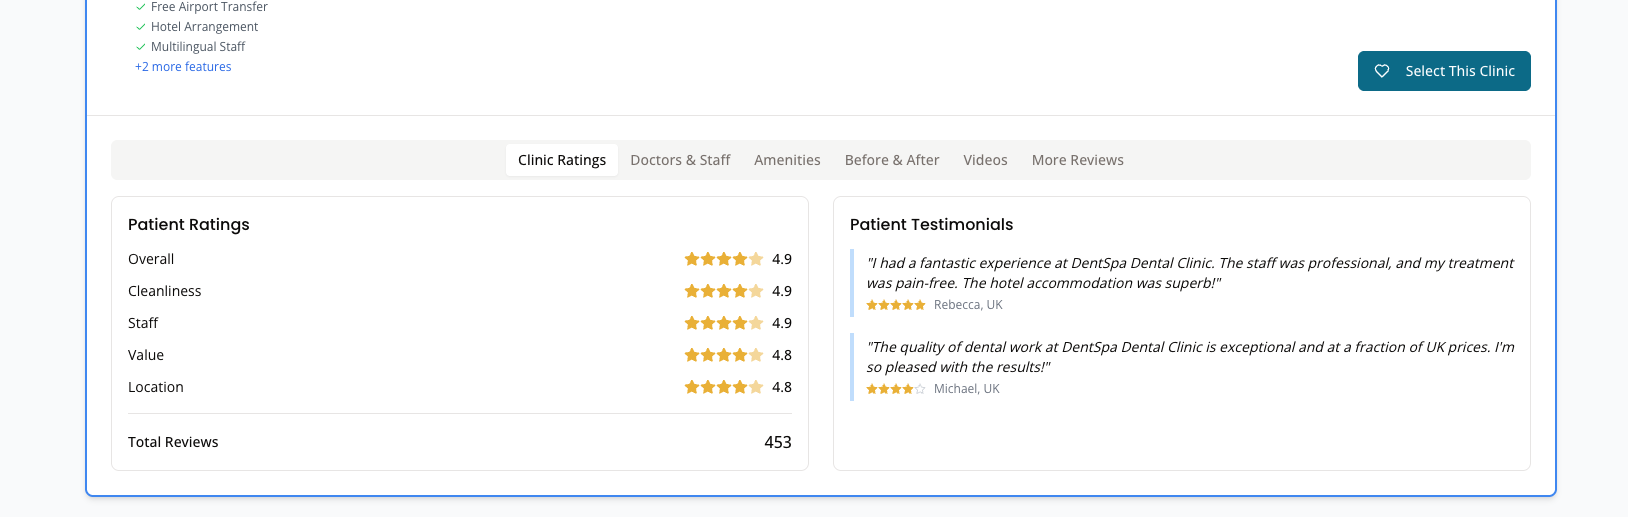 Free Airport Transfer
Hotel Arrangement
Multilingual Staff
+2 more features
Select This Clinic
Clinic Ratings
Doctors & Staff
Amenities
Before & After
Videos
More Reviews
Patient Ratings
Overall 4.9
Cleanliness 4.9
Staff 4.9
Value 4.8
Location 4.8
Total Reviews 453
Patient Testimonials
"I had a fantastic experience at DentSpa Dental Clinic. The staff was professional, and my treatment
was pain-free. The hotel accommodation was superb!"
Rebecca, UK
"The quality of dental work at DentSpa Dental Clinic is exceptional and at a fraction of UK prices. I'm
so pleased with the results!"
Michael, UK